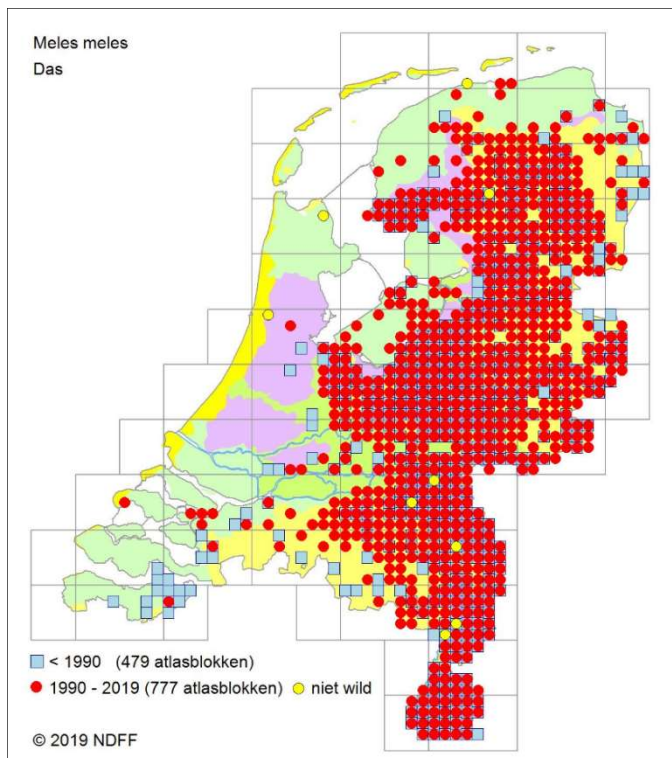 Meles meles
Das
< 1990 (479 atlasblokken)
1990 - 2019 (777 atlasblokken) niet wild
© 2019 NDFF